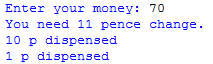 Enter your money: 70
You need 11 pence change.
10 p dispensed
1 p dispensed